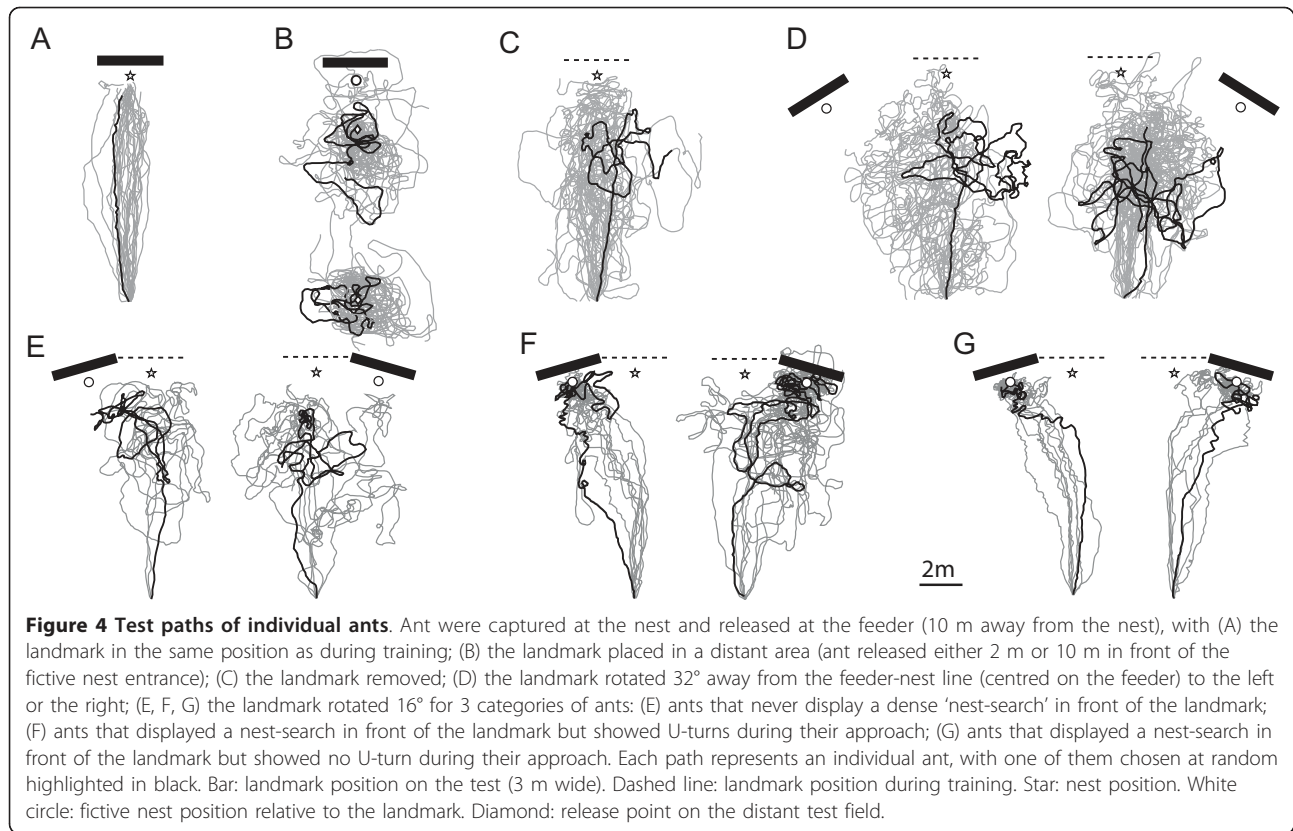 A
B
C
D
E
F
G
2m
Figure 4 Test paths of individual ants. Ant were captured at the nest and released at the feeder (10 m away from the nest), with (A) the
landmark in the same position as during training; (B) the landmark placed in a distant area (ant released either 2 m or 10 m in front of the
fictive nest entrance); (C) the landmark removed; (D) the landmark rotated 32° away from the feeder-nest line (centred on the feeder) to the left
or the right; (E, F, G) the landmark rotated 16° for 3 categories of ants: (E) ants that never display a dense 'nest-search' in front of the landmark;
(F) ants that displayed a nest-search in front of the landmark but showed U-turns during their approach; (G) ants that displayed a nest-search in
front of the landmark but showed no U-turn during their approach. Each path represents an individual ant, with one of them chosen at random
highlighted in black. Bar: landmark position on the test (3 m wide). Dashed line: landmark position during training. Star: nest position. White
circle: fictive nest position relative to the landmark. Diamond: release point on the distant test field.